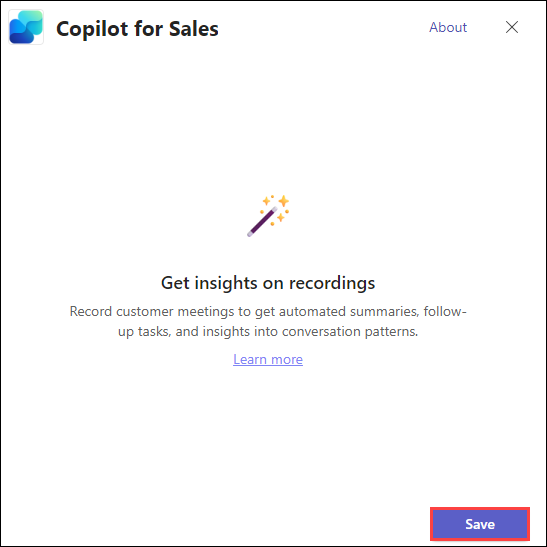 Copilot for Sales
About
Get insights on recordings
Record customer meetings to get automated summaries, follow-
up tasks, and insights into conversation patterns.
Learn more
Save